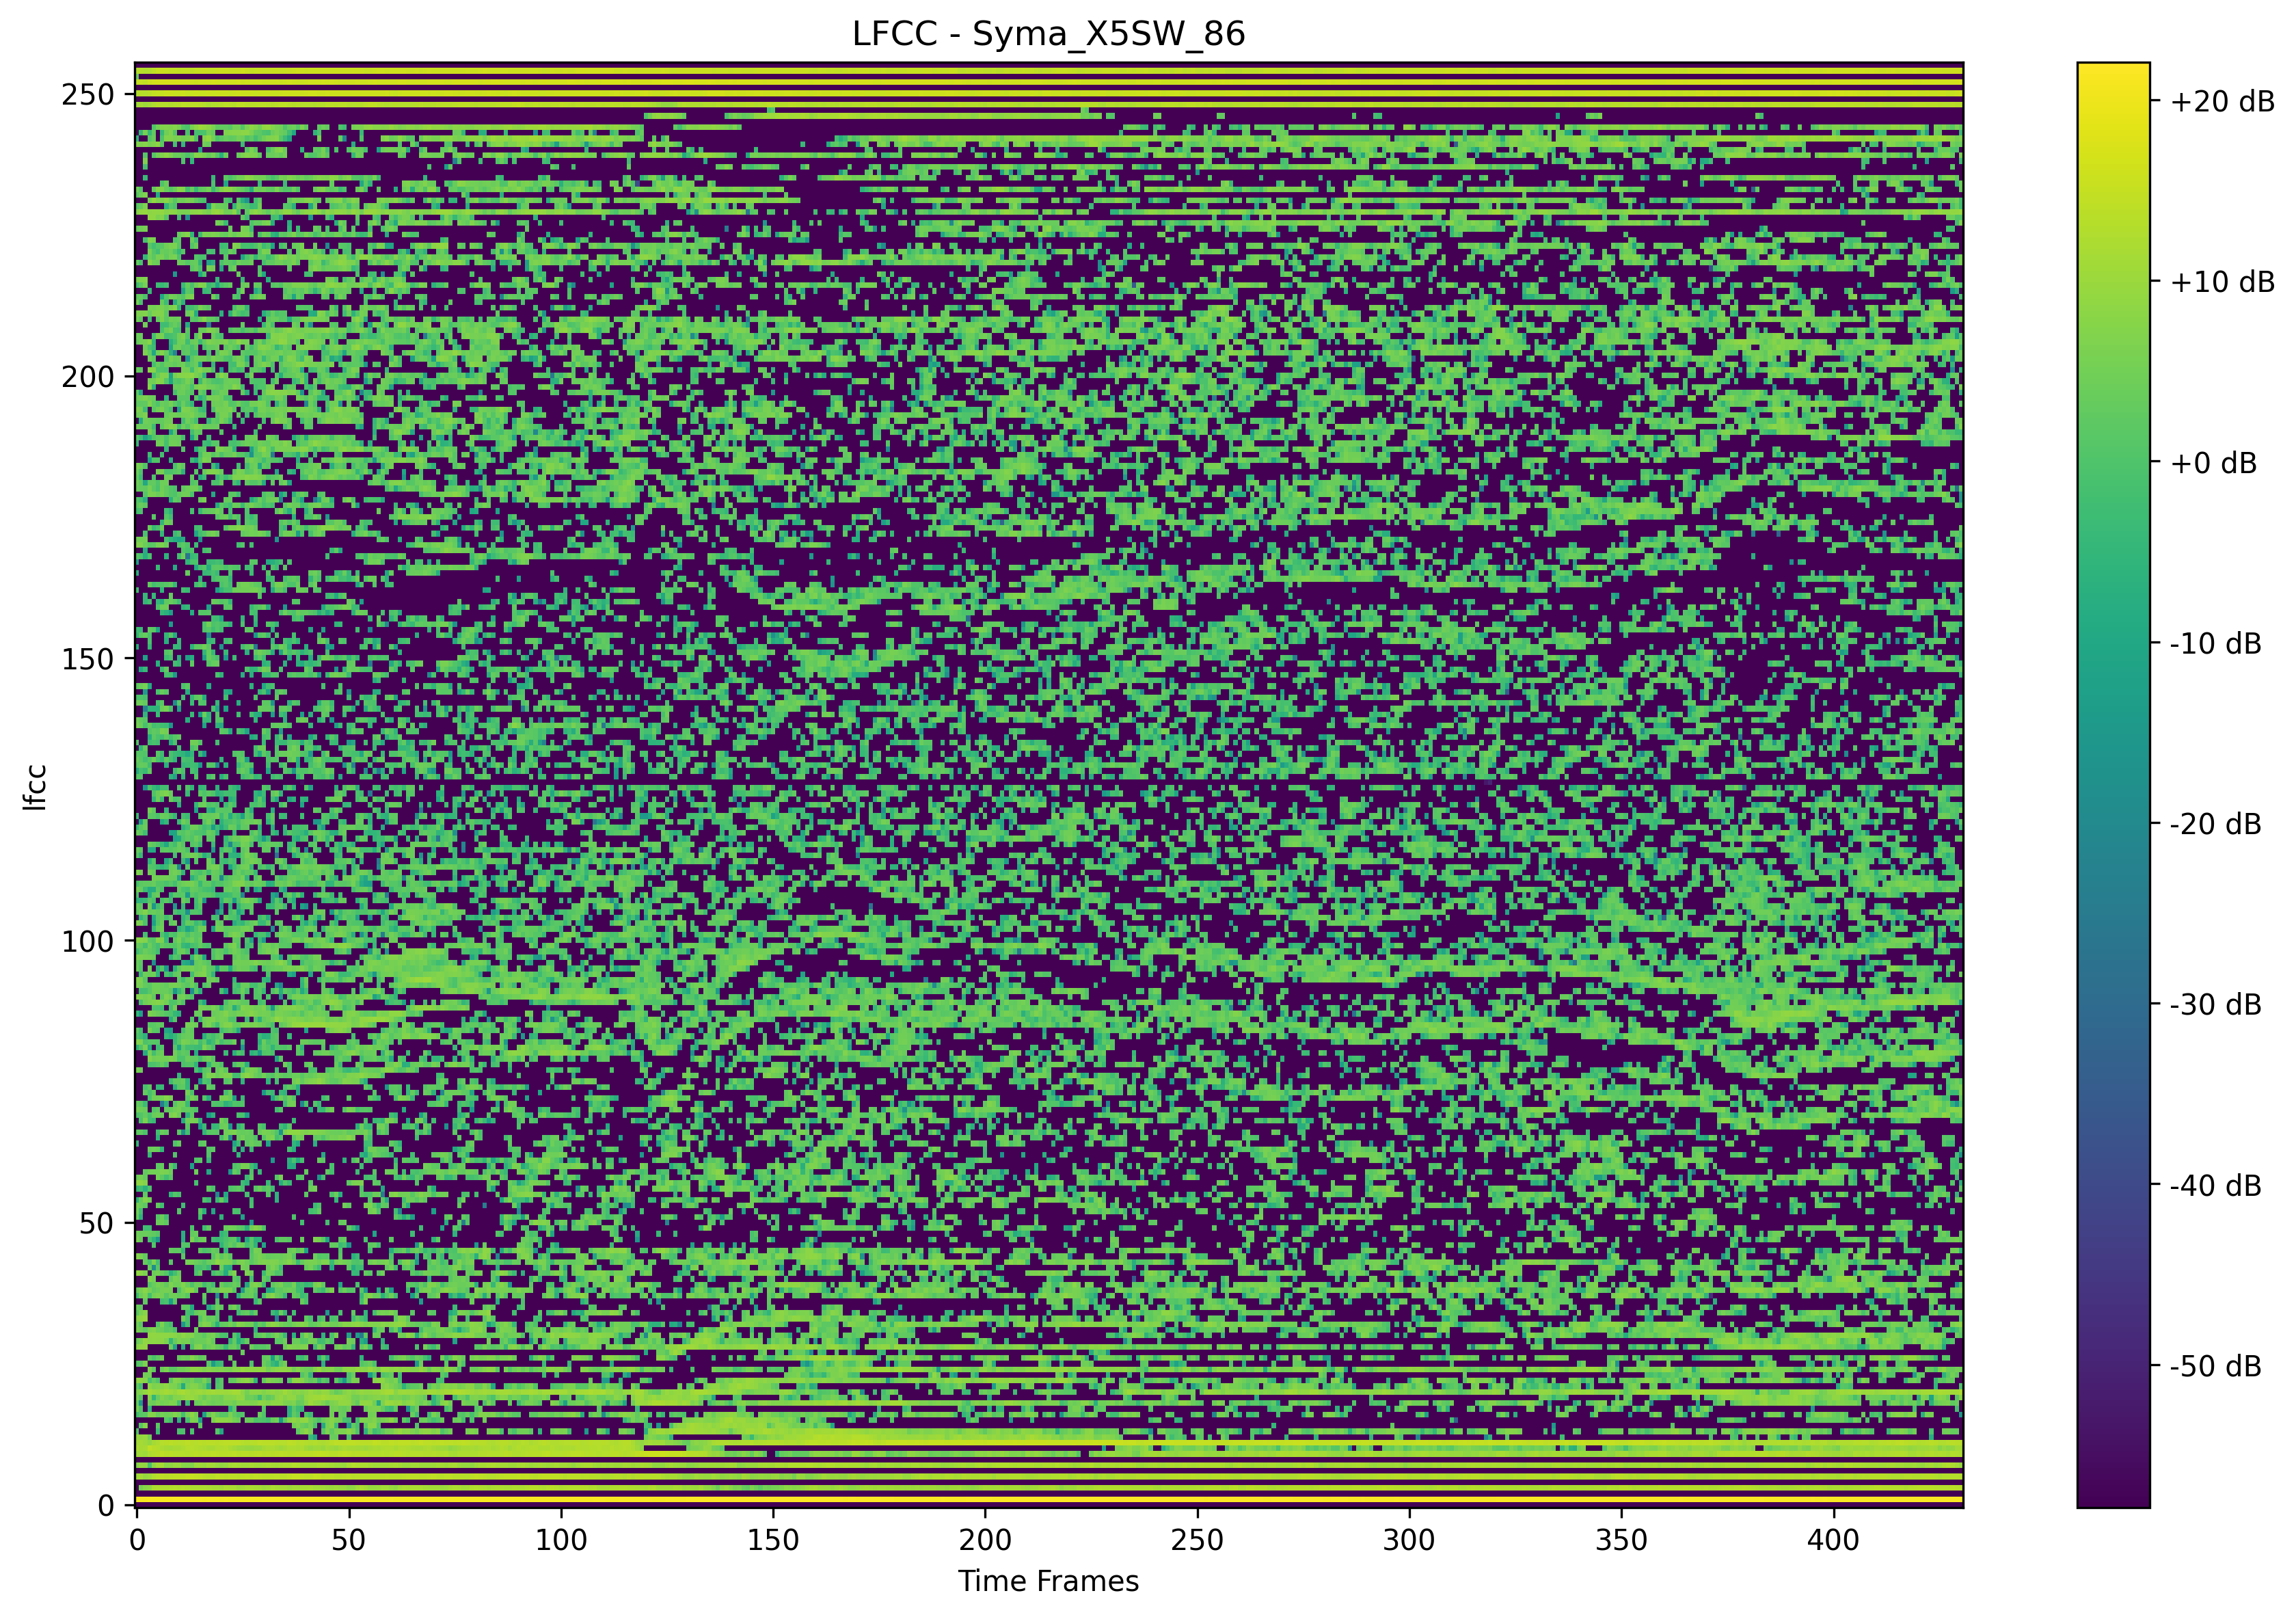 LFCC - Syma_X5SW_86
250
200
150
100
50
0
lfcc
0 50 100 150 200 250 300 350 400
Time Frames
+20 dB
+10 dB
+0 dB
-10 dB
-20 dB
-30 dB
-40 dB
-50 dB